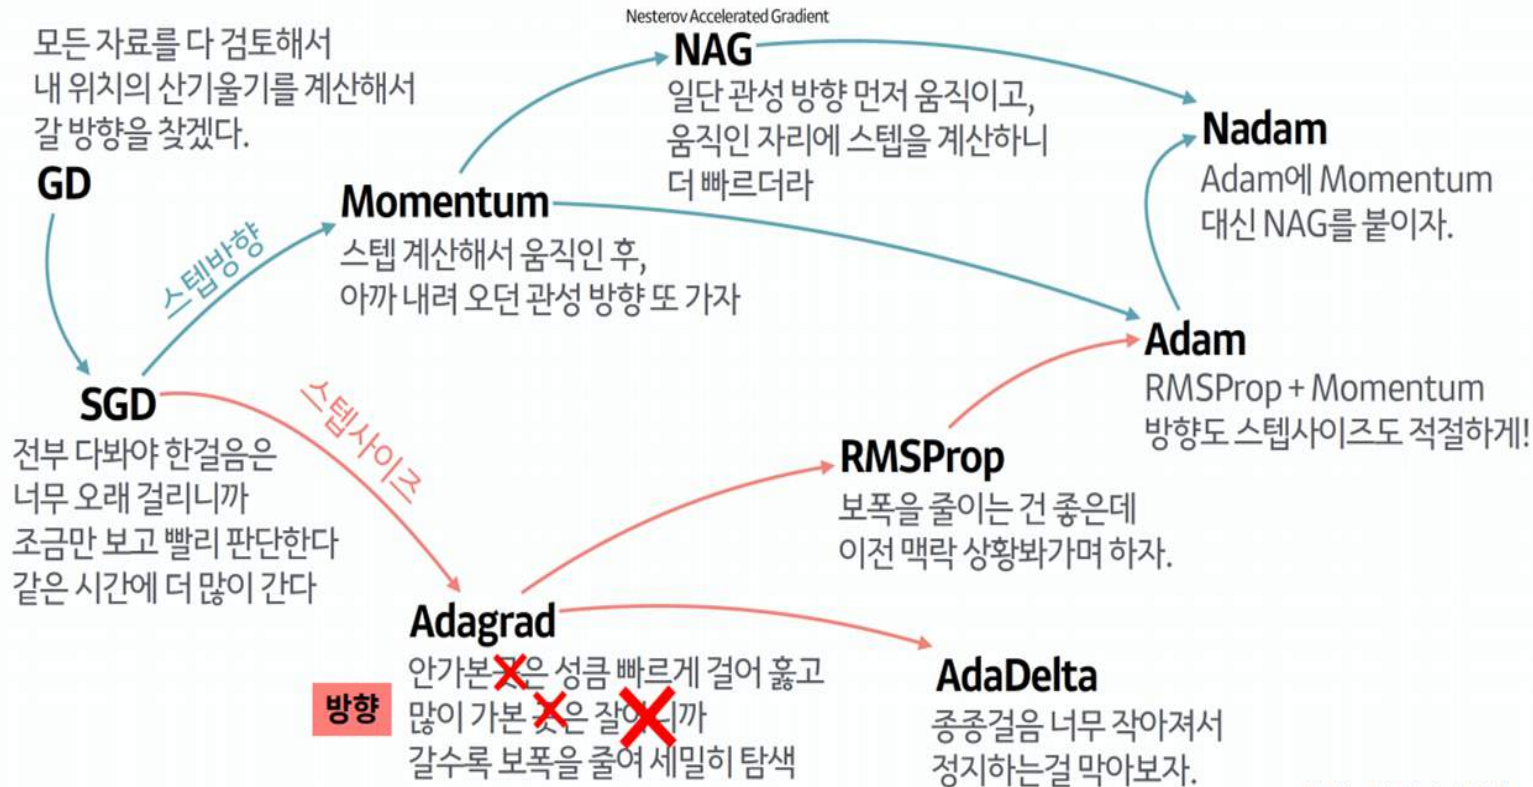 모든 자료를 다 검토해서
내 위치의 산기울기를 계산해서
갈 방향을 찾겠다.
GD
스텝방향
SGD
전부 다봐야 한걸음은
너무 오래 걸리니까
조금만 보고 빨리 판단한다
같은 시간에 더 많이 간다
Momentum
스텝 계산해서 움직인 후,
아까 내려 오던 관성 방향 또 가자
Nesterov Accelerated Gradient
NAG
일단 관성 방향 먼저 움직이고,
움직인 자리에 스텝을 계산하니
더 빠르더라
Nadam
Adam에 Momentum
대신 NAG를 붙이자.
Adam
RMSProp + Momentum
방향도 스텝사이즈도 적절하게!
스텝사이즈
RMSProp
보폭을 줄이는 건 좋은데
이전 맥락 상황봐가며 하자.
Adagrad
안가본곳은 성큼 빠르게 걸어 훓고
방향
많이 가본 곳은 잘아니까
갈수록 보폭을 줄여 세밀히 탐색
AdaDelta
종종걸음 너무 작아져서
정지하는걸 막아보자.